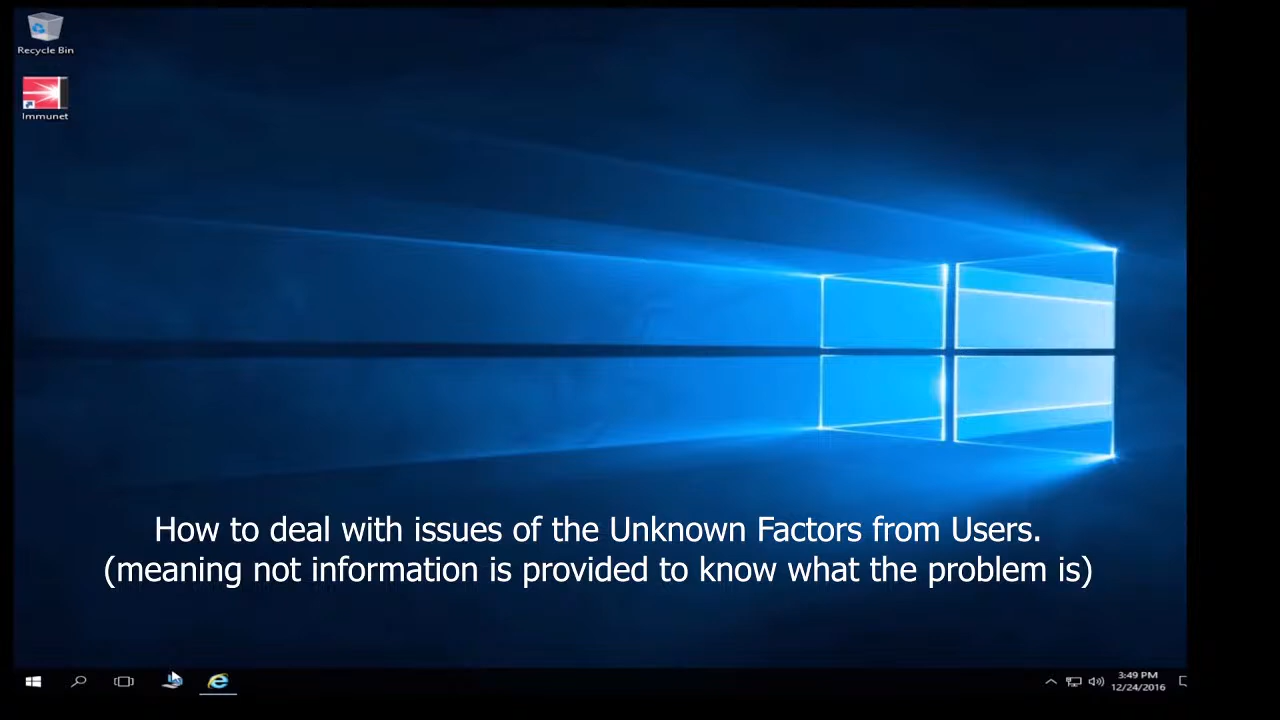 Recycle Bin
Immunet
How to deal with issues of the Unknown Factors from Users.
(meaning not information is provided to know what the problem is)
3:49 PM
12/24/2016